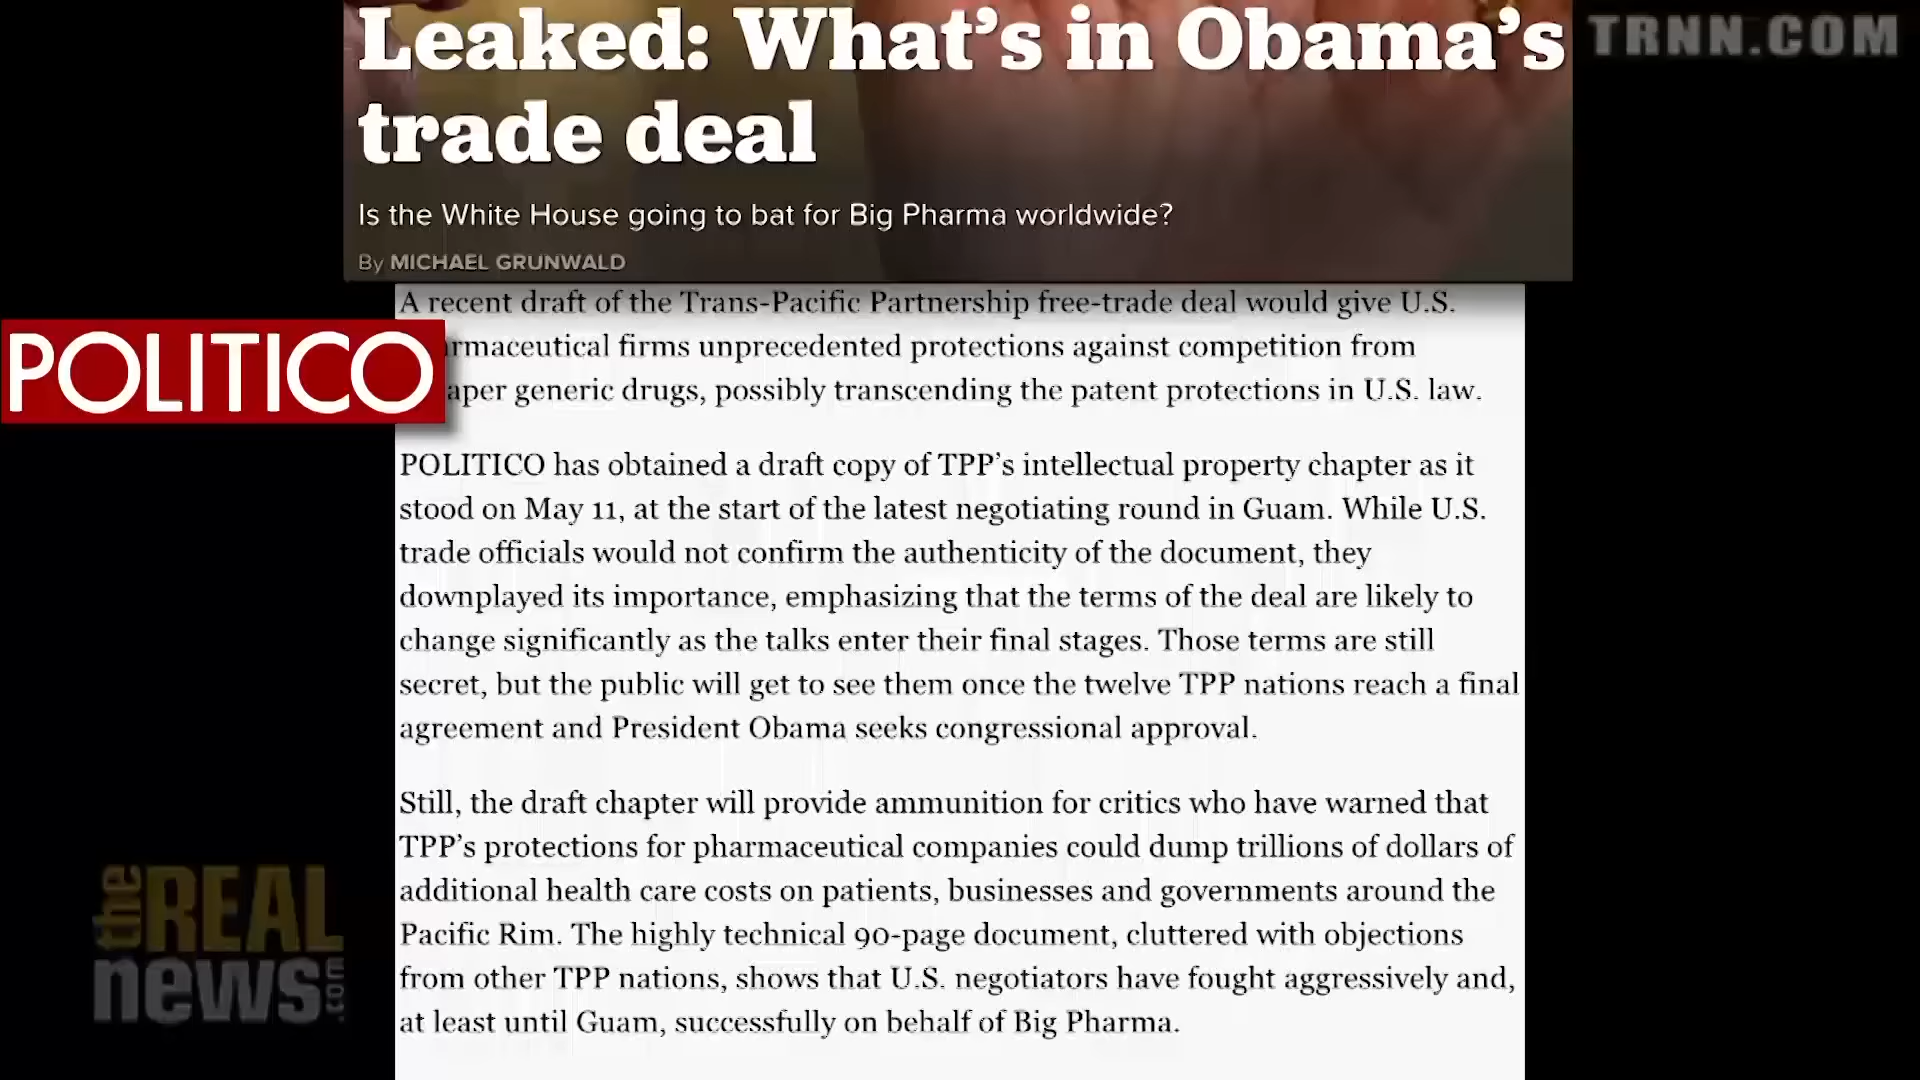 Leaked: What's in Obama's
TRNN.COM
trade deal
Is the White House going to bat for Big Pharma worldwide?
By MICHAEL GRUNWALD
A recent draft of the Trans-Pacific Partnership free-trade deal would give U.S.
POLITICO
rmaceutical firms unprecedented protections against competition from
aper generic drugs, possibly transcending the patent protections in U.S. law.
POLITICO has obtained a draft copy of TPP's intellectual property chapter as it
stood on May 11, at the start of the latest negotiating round in Guam. While U.S.
trade officials would not confirm the authenticity of the document, they
downplayed its importance, emphasizing that the terms of the deal are likely to
change significantly as the talks enter their final stages. Those terms are still
secret, but the public will get to see them once the twelve TPP nations reach a final
agreement and President Obama seeks congressional approval.
Still, the draft chapter will provide ammunition for critics who have warned that
TPP's protections for pharmaceutical companies could dump trillions of dollars of
additional health care costs on patients, businesses and governments around the
Pacific Rim. The highly technical 90-page document, cluttered with objections
from other TPP nations, shows that U.S. negotiators have fought aggressively and,
at least until Guam, successfully on behalf of Big Pharma.
the REAL
news.com